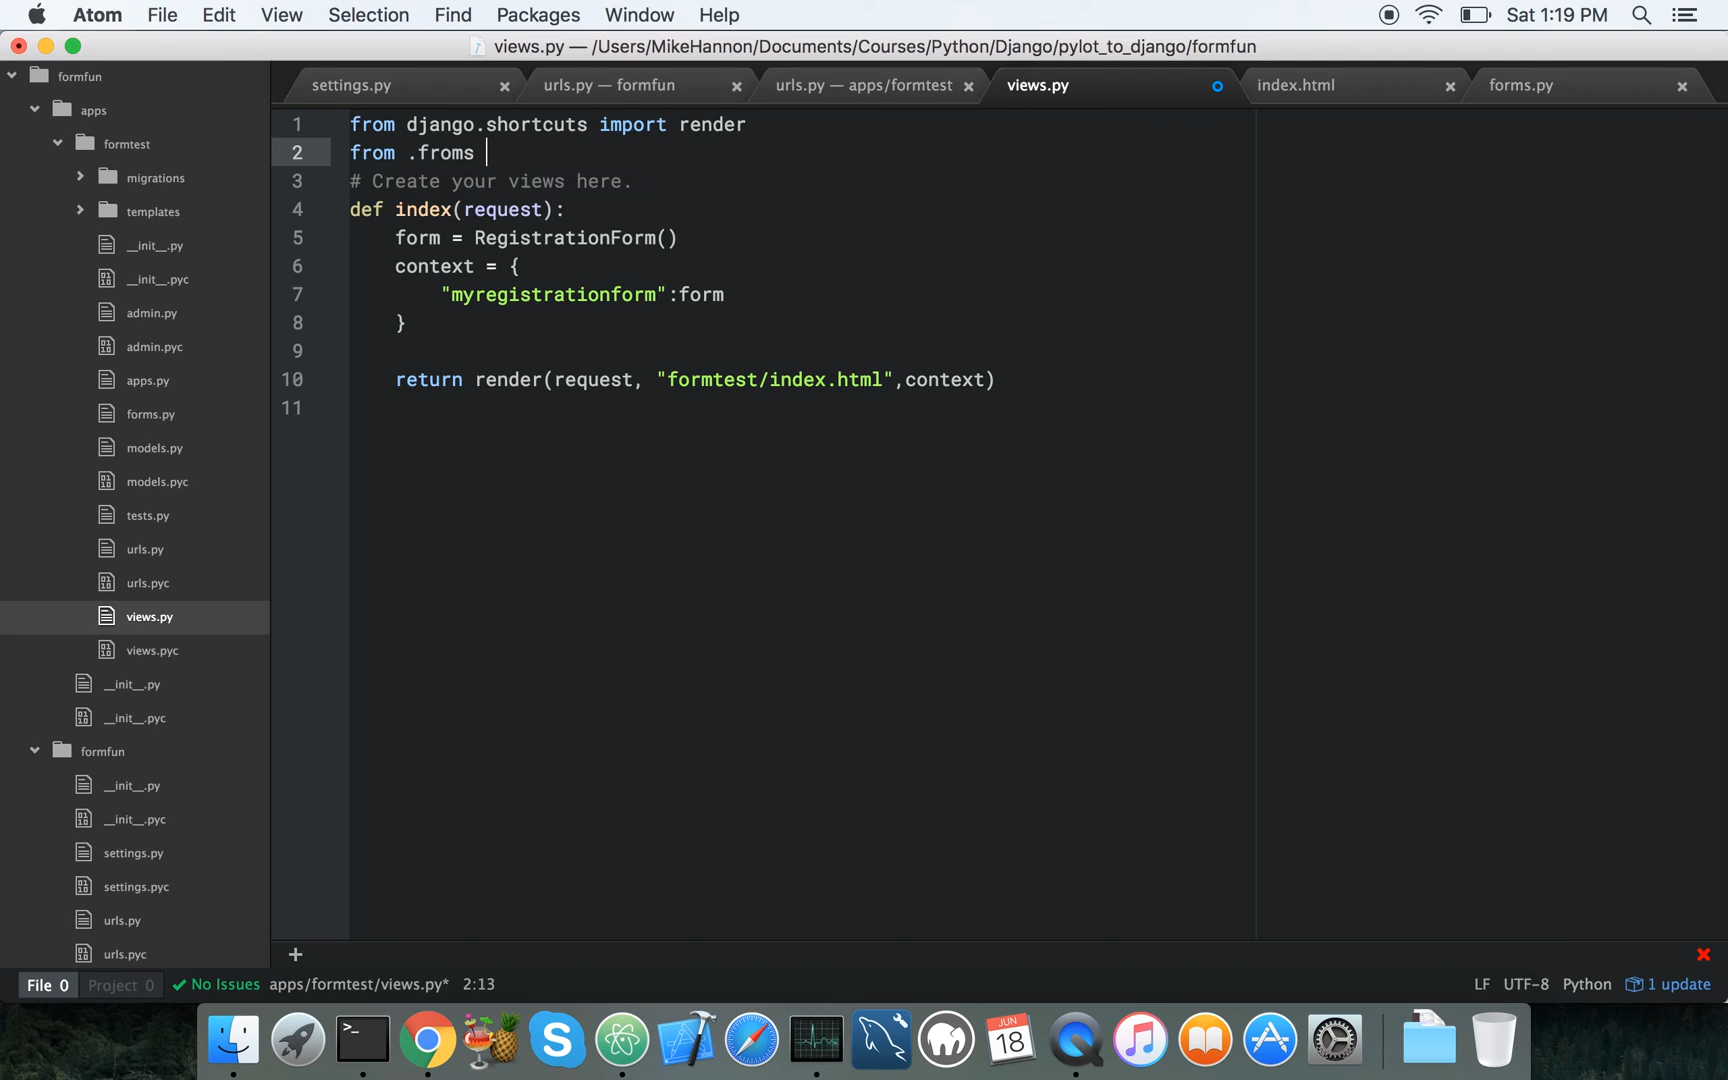 Atom File Edit View Selection Find Packages Window Help Sat 1:19 PM
views.py — /Users/MikeHannon/Documents/Courses/Python/Django/pylot_to_django/formfun
settings.py urls.py — formfun urls.py — apps/formtest views.py index.html forms.py
formfun
apps
formtest
migrations
templates
__init__.py
__init__.pyc
admin.py
admin.pyc
apps.py
forms.py
models.py
models.pyc
tests.py
urls.py
urls.pyc
views.py
views.pyc
__init__.py
__init__.pyc
formfun
__init__.py
__init__.pyc
settings.py
settings.pyc
urls.py
urls.pyc
1 from django.shortcuts import render
2 from .froms
3 # Create your views here.
4 def index(request):
5 form = RegistrationForm()
6 context = {
7 "myregistrationform":form
8 }
9
10 return render(request, "formtest/index.html",context)
11
+
File 0 Project 0 No Issues apps/formtest/views.py* 2:13 LF UTF-8 Python 1 update
JUN
18